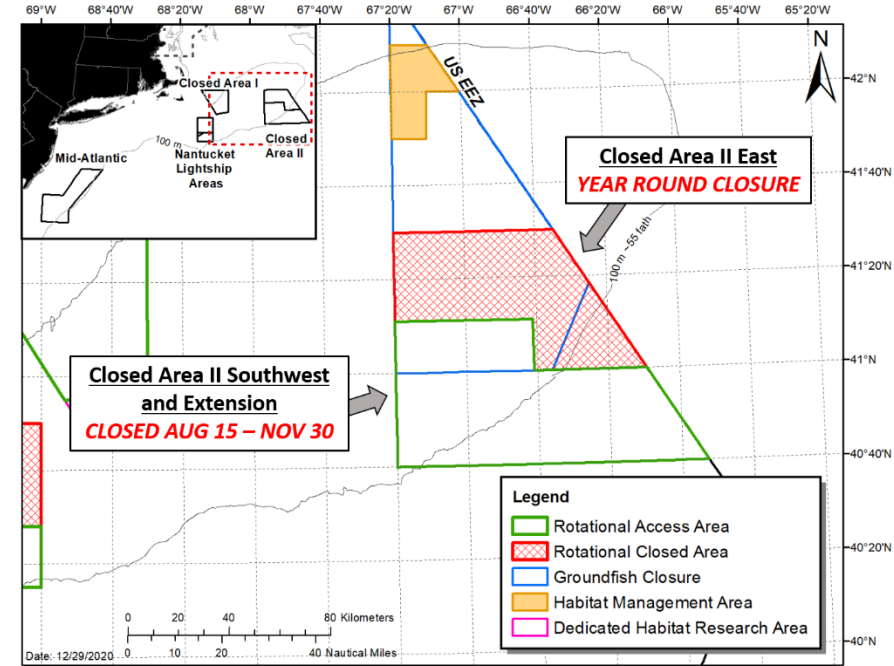 69°W
68°40'W
68°20'W
68°W
67°40'W
67°20'W
67°W
66°40'W
66°20'W
66°W
65°40'W
65°20'W
N
42°N
41°40'N
41°20'N
41°N
40°40'N
40°20'N
40°N
Closed Area I
100 m
Mid-Atlantic
Nantucket
Lightship
Areas
Closed
Area II
US EEZ
Closed Area II East
YEAR ROUND CLOSURE
100 m ~55 fath
Closed Area II Southwest
and Extension
CLOSED AUG 15 – NOV 30
Legend
Rotational Access Area
Rotational Closed Area
Groundfish Closure
Habitat Management Area
Dedicated Habitat Research Area
0 20 40 80 Kilometers
0 10 20 40 Nautical Miles
Date: 12/29/2020